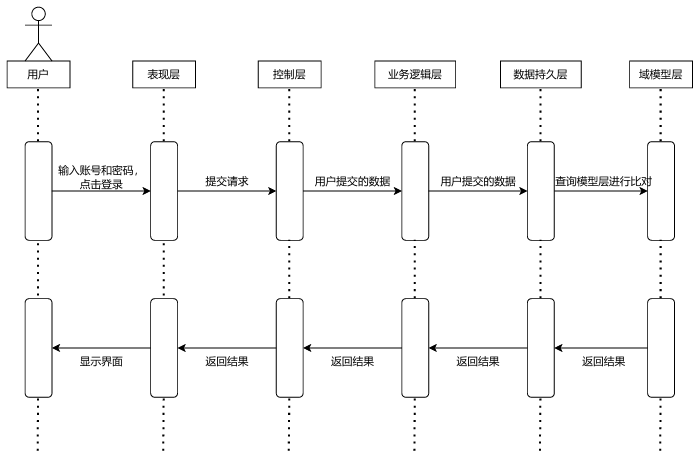 用户
表现层
控制层
业务逻辑层
数据持久层
域模型层
输入账号和密码，
点击登录
提交请求
用户提交的数据
用户提交的数据
查询模型层进行比对
显示界面
返回结果
返回结果
返回结果
返回结果